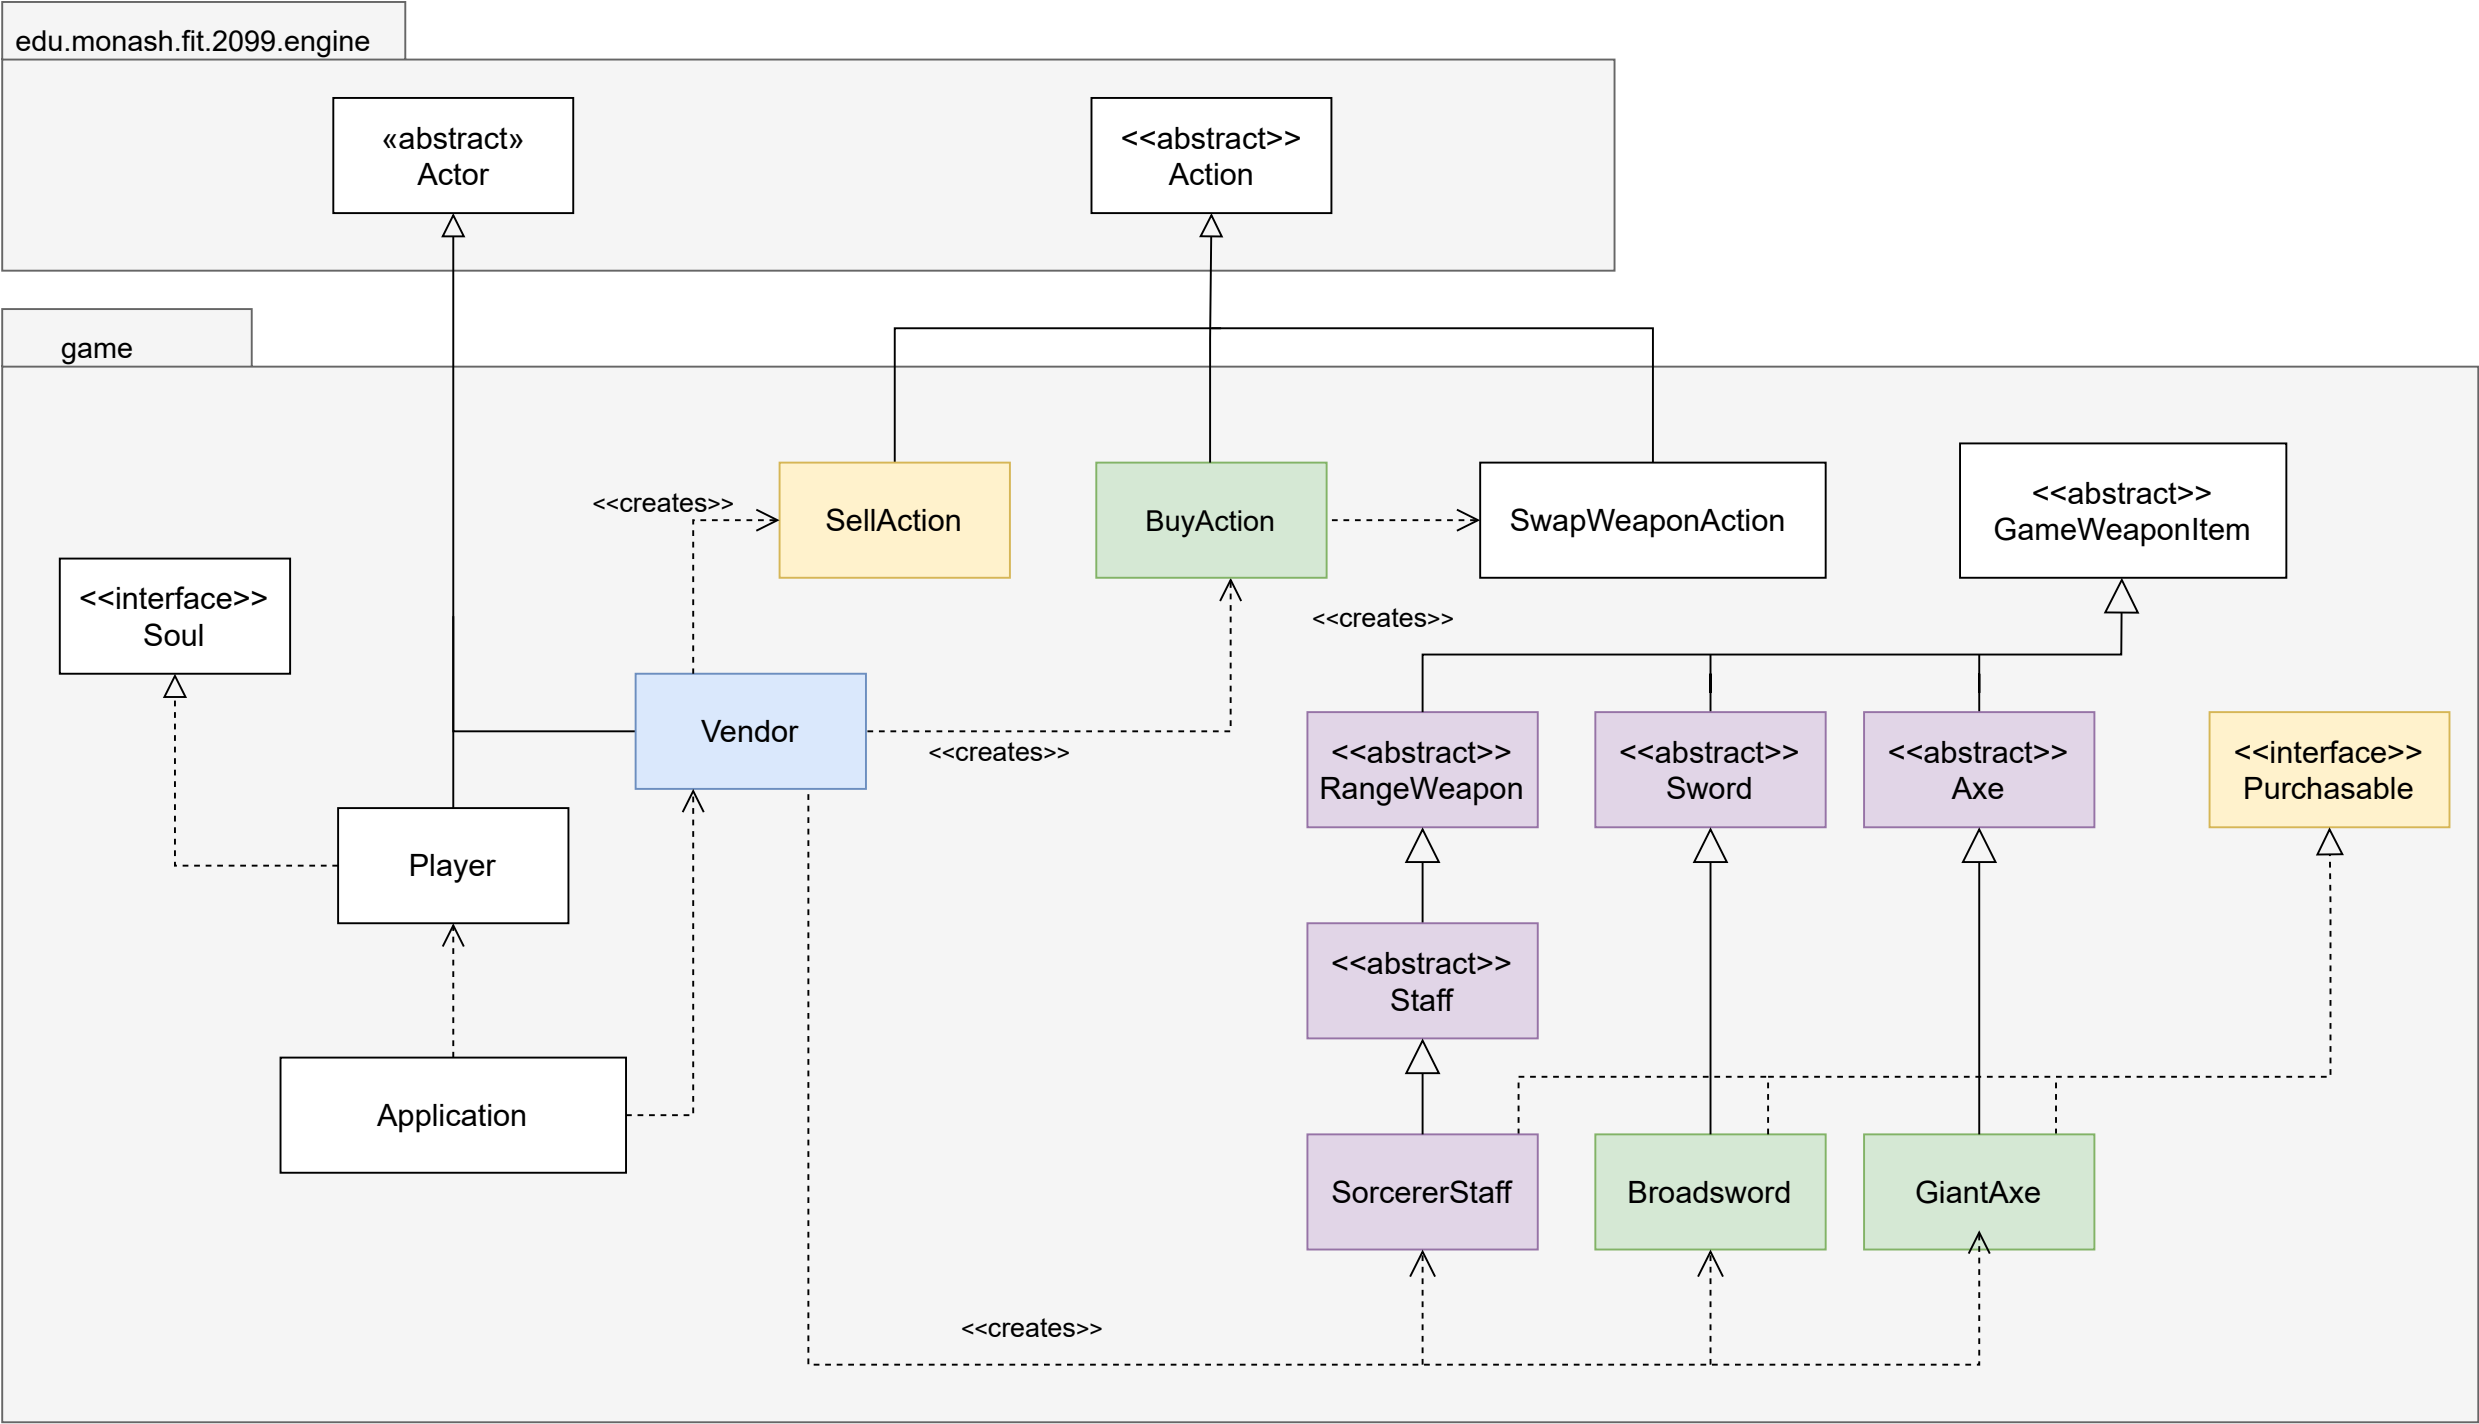 edu.monash.fit.2099.engine
«abstract»
Actor
<<abstract>>
Action
game
<<creates>>
SellAction
BuyAction
SwapWeaponAction
<<abstract>>
GameWeaponItem
<<interface>>
Soul
<<creates>>
Vendor
<<creates>>
<<abstract>>
RangeWeapon
<<abstract>>
Sword
<<abstract>>
Axe
<<interface>>
Purchasable
Player
<<abstract>>
Staff
Application
SorcererStaff
Broadsword
GiantAxe
<<creates>>